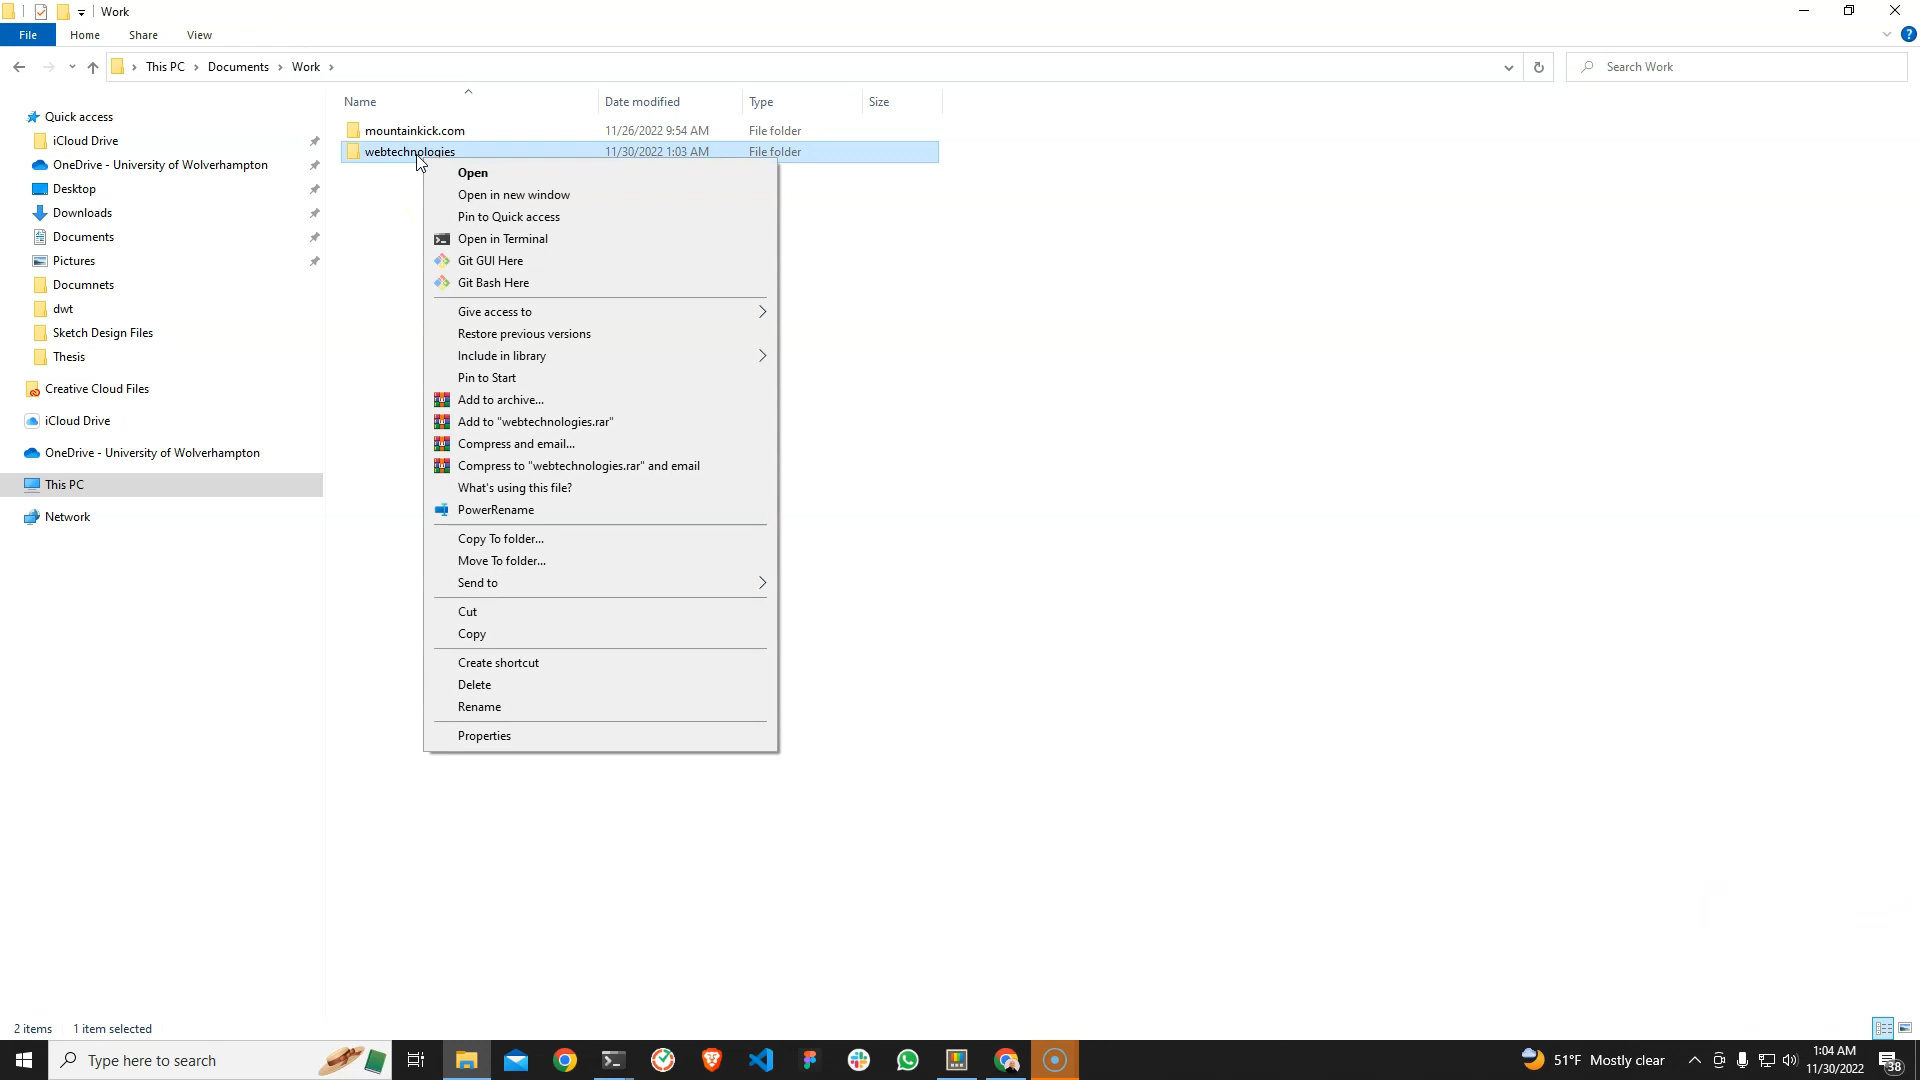 Work
File
Home
Share
View
This PC
Documents
Work
Search Work
Quick access
iCloud Drive
OneDrive - University of Wolverhampton
Desktop
Downloads
Documents
Pictures
Documnets
dwt
Sketch Design Files
Thesis
Creative Cloud Files
iCloud Drive
OneDrive - University of Wolverhampton
This PC
Network
Name Date modified Type Size
mountainkick.com 11/26/2022 9:54 AM File folder
webtechnologies 11/30/2022 1:03 AM File folder
Open
Open in new window
Pin to Quick access
Open in Terminal
Git GUI Here
Git Bash Here
Give access to
Restore previous versions
Include in library
Pin to Start
Add to archive...
Add to "webtechnologies.rar"
Compress and email...
Compress to "webtechnologies.rar" and email
What's using this file?
PowerRename
Copy To folder...
Move To folder...
Send to
Cut
Copy
Create shortcut
Delete
Rename
Properties
2 items 1 item selected
Type here to search
51°F Mostly clear
1:04 AM
11/30/2022
38